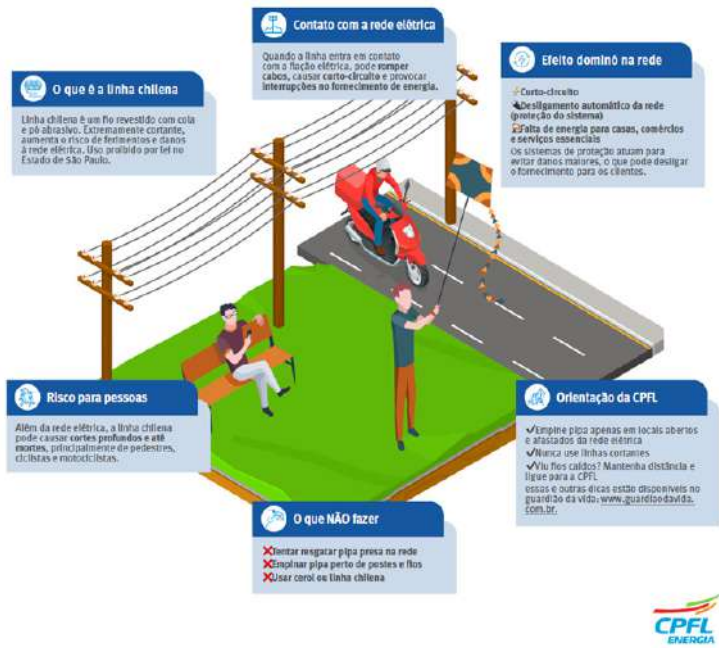 Contato com a rede elétrica
Quando a linha entra em contato
com a fiação elétrica, pode romper
cabos, causar curto-circuito e provocar
interrupções no fornecimento de energia.
O que é a linha chilena
Linha chilena é um fio revestido com cola
e pó abrasivo. Extremamente cortante,
aumenta o risco de ferimentos e danos
à rede elétrica. Uso proibido por lei no
Estado de São Paulo.
Efeito dominó na rede
Curto-circuito
Desligamento automático da rede
(proteção do sistema)
Falta de energia para casas, comércios
e serviços essenciais
Os sistemas de proteção atuam para
evitar danos maiores, o que pode desligar
o fornecimento para os clientes.
Risco para pessoas
Além da rede elétrica, a linha chilena
pode causar cortes profundos e até
mortes, principalmente de pedestres,
ciclistas e motociclistas.
Orientação da CPFL
✓Empine pipa apenas em locais abertos
e afastados da rede elétrica
✓Nunca use linhas cortantes
✓Viu fios caídos? Mantenha distância e
ligue para a CPFL
essas e outras dicas estão disponíveis no
guardião da vida: www.guardiaodavida.
com.br.
O que NÃO fazer
❌Tentar resgatar pipa presa na rede
❌Empinar pipa perto de postes e fios
❌Usar cerol ou linha chilena
CPFL
ENERGIA